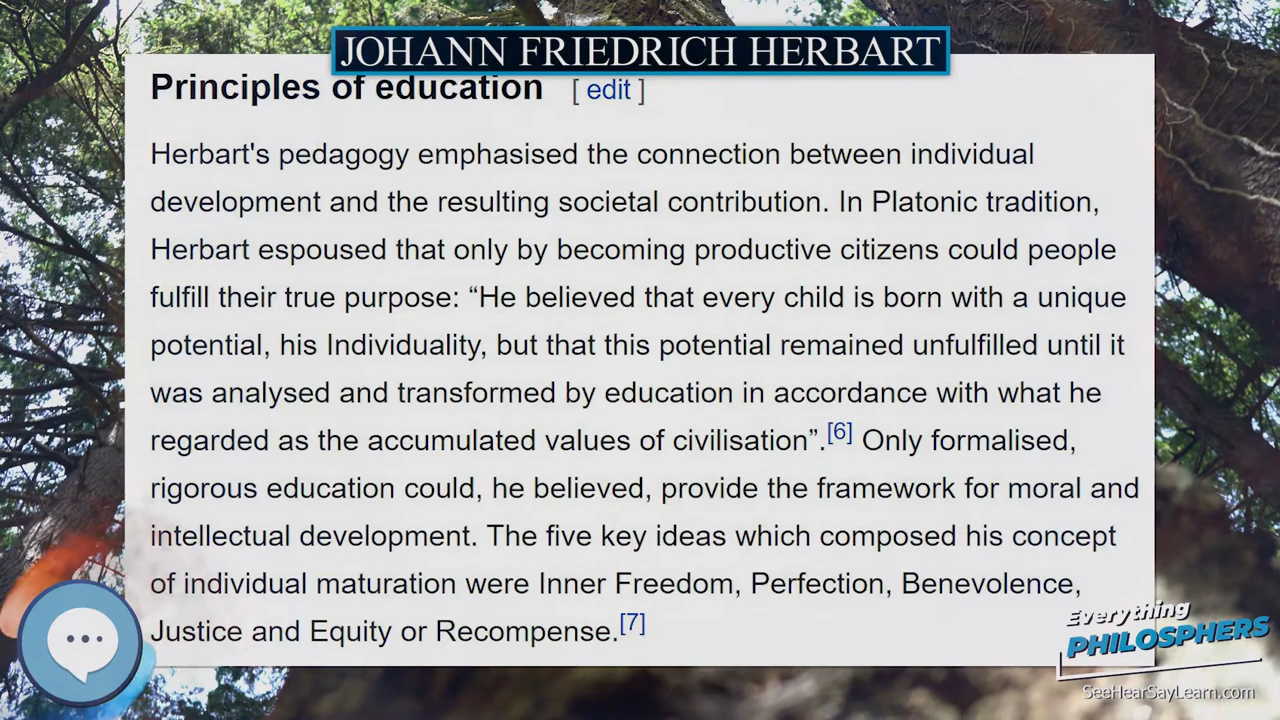 JOHANN FRIEDRICH HERBART
Principles of education [ edit ]
Herbart's pedagogy emphasised the connection between individual
development and the resulting societal contribution. In Platonic tradition,
Herbart espoused that only by becoming productive citizens could people
fulfill their true purpose: “He believed that every child is born with a unique
potential, his Individuality, but that this potential remained unfulfilled until it
was analysed and transformed by education in accordance with what he
regarded as the accumulated values of civilisation”.[6] Only formalised,
rigorous education could, he believed, provide the framework for moral and
intellectual development. The five key ideas which composed his concept
of individual maturation were Inner Freedom, Perfection, Benevolence,
Justice and Equity or Recompense.[7]
Everything
PHILOSPHERS
SeeHearSayLearn.com